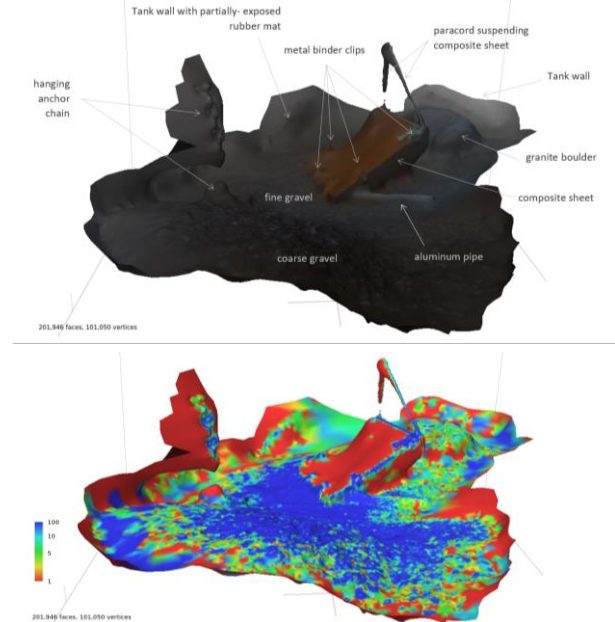 Tank wall with partially- exposed
rubber mat
paracord suspending
composite sheet
metal binder clips
Tank wall
hanging
anchor
chain
granite boulder
composite sheet
fine gravel
coarse gravel
aluminum pipe
201,946 faces, 101,050 vertices
100
10
5
1
201,946 faces, 101,050 vertices